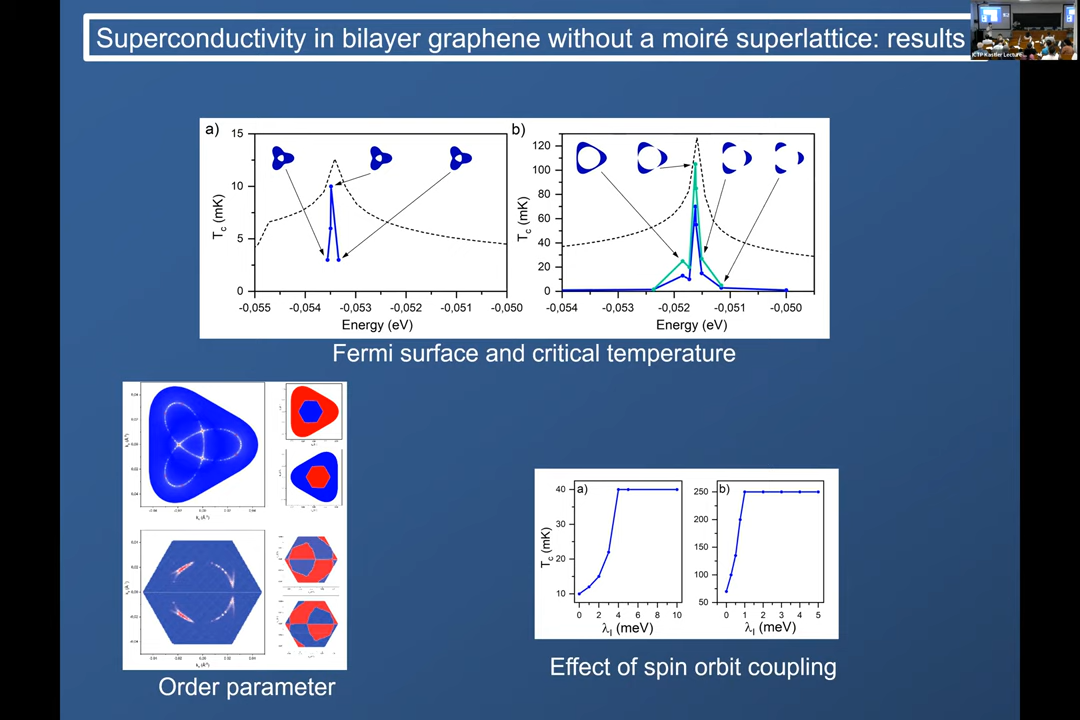 Superconductivity in bilayer graphene without a moiré superlattice: results
a)
b)
15
10
5
0
T_c (mK)
-0,055 -0,054 -0,053 -0,052 -0,051 -0,050
Energy (eV)
120
100
80
60
40
20
0
T_c (mK)
-0,054 -0,053 -0,052 -0,051 -0,050
Energy (eV)
Fermi surface and critical temperature
Order parameter
a)
40
30
20
10
T_c (mK)
0 2 4 6 8 10
λ_I (meV)
b)
250
200
150
100
50
0 1 2 3 4 5
λ_I (meV)
Effect of spin orbit coupling